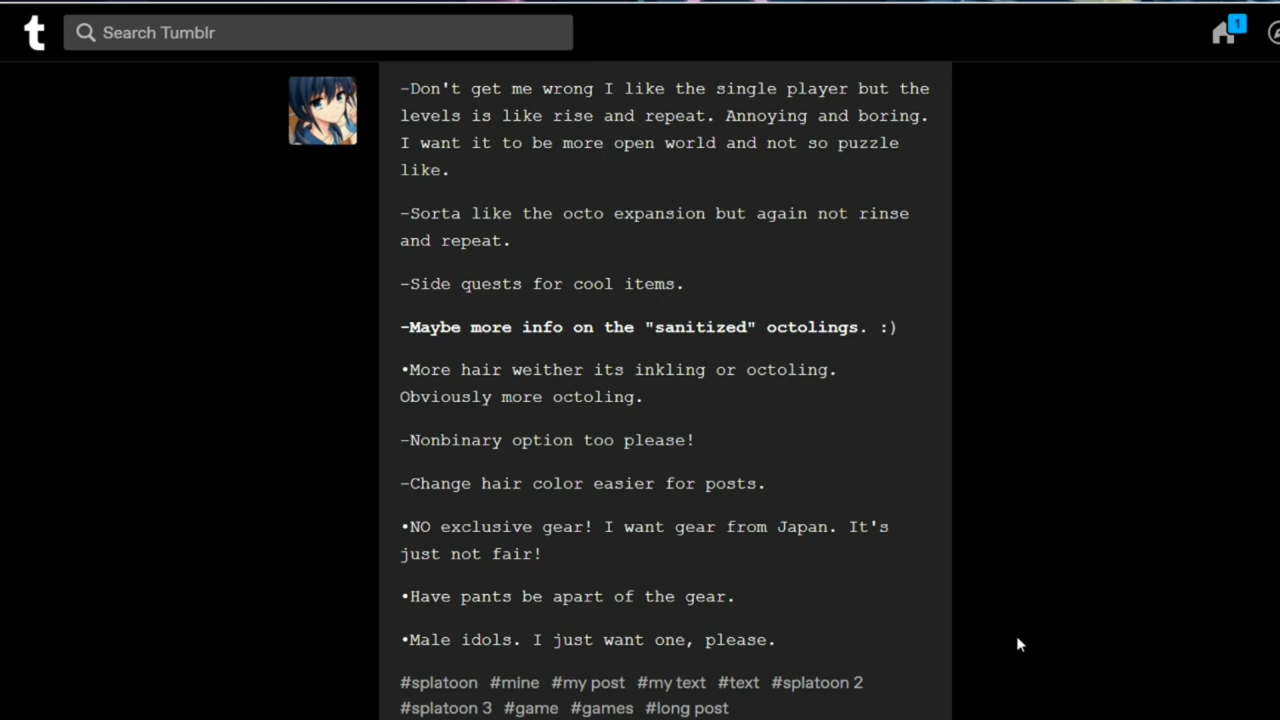 t Search Tumblr 1
-Don't get me wrong I like the single player but the
levels is like rise and repeat. Annoying and boring.
I want it to be more open world and not so puzzle
like.
-Sorta like the octo expansion but again not rinse
and repeat.
-Side quests for cool items.
-Maybe more info on the "sanitized" octolings. :)
•More hair weither its inkling or octoling.
Obviously more octoling.
-Nonbinary option too please!
-Change hair color easier for posts.
•NO exclusive gear! I want gear from Japan. It's
just not fair!
•Have pants be apart of the gear.
•Male idols. I just want one, please.
#splatoon #mine #my post #my text #text #splatoon 2
#splatoon 3 #game #games #long post